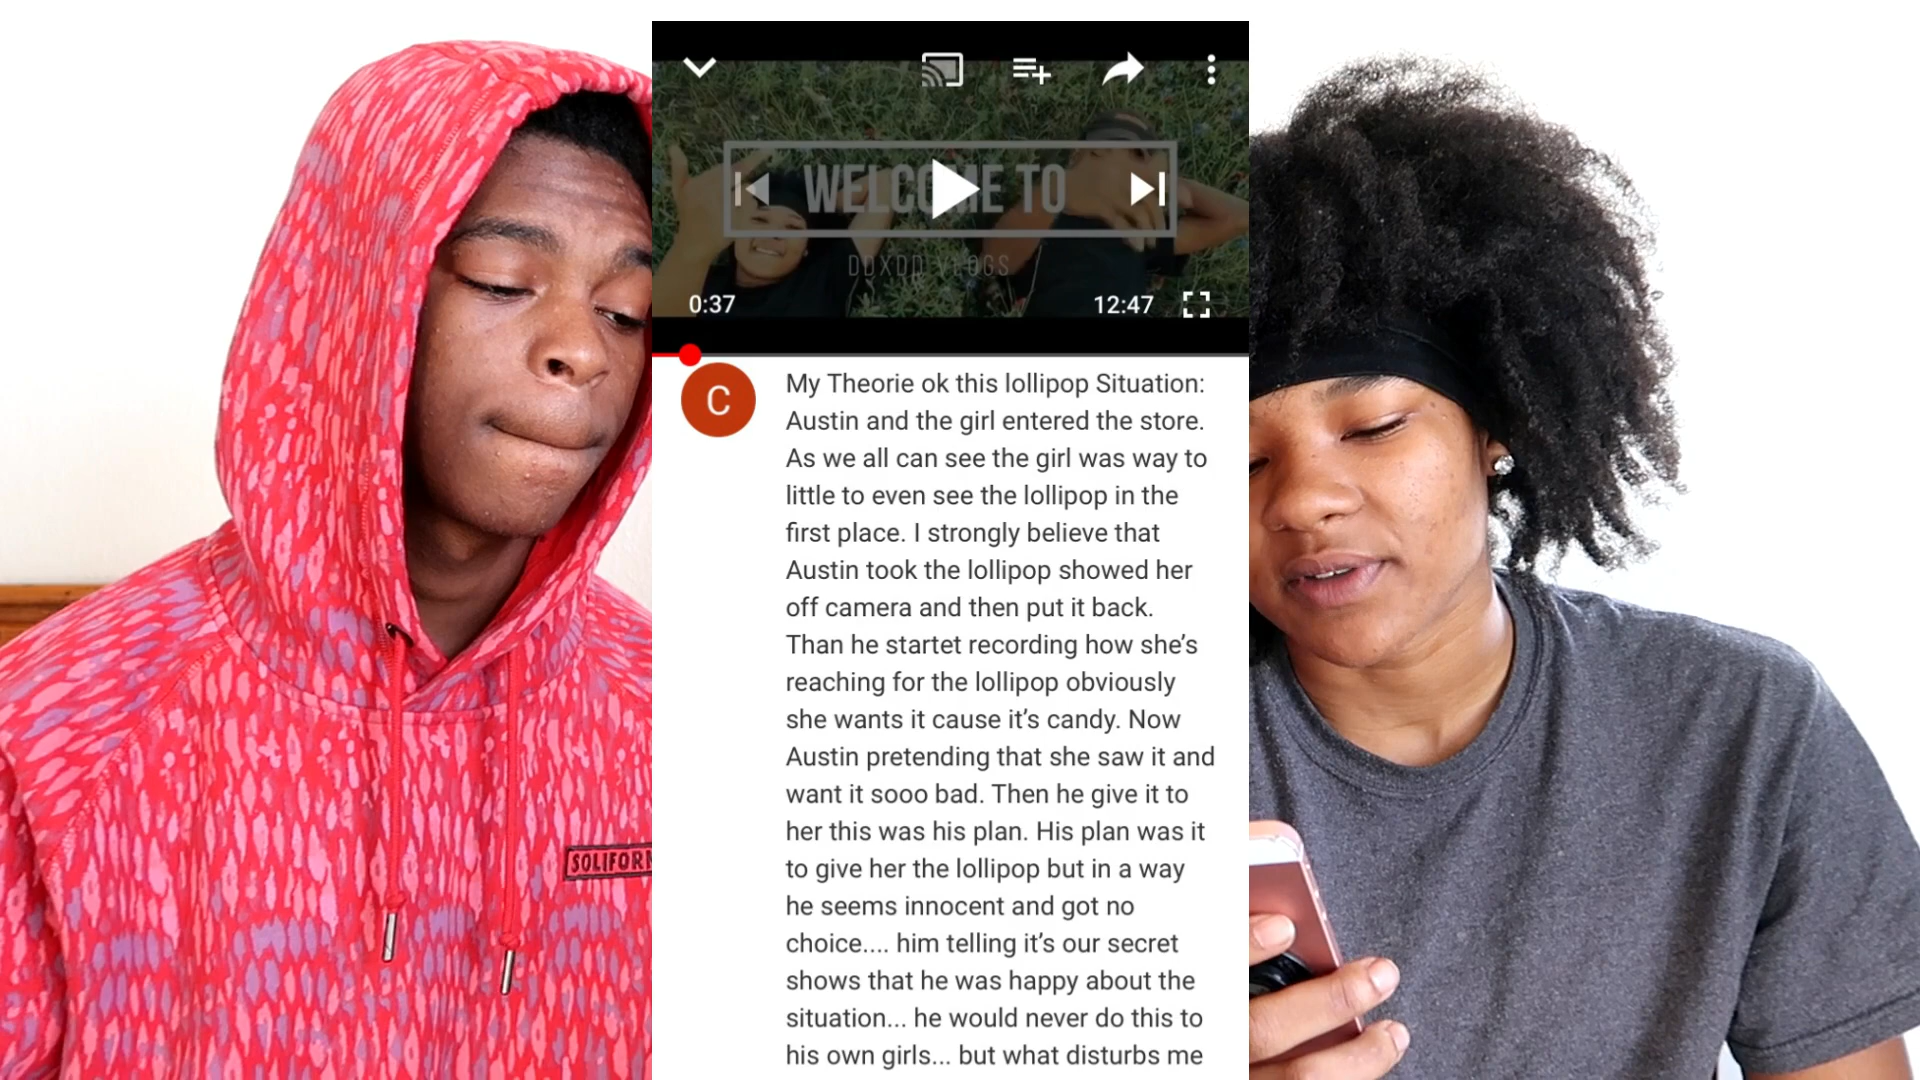 WELCOME TO
DDXDD VLOGS
0:37
12:47
C
My Theorie ok this lollipop Situation:
Austin and the girl entered the store.
As we all can see the girl was way to
little to even see the lollipop in the
first place. I strongly believe that
Austin took the lollipop showed her
off camera and then put it back.
Than he startet recording how she’s
reaching for the lollipop obviously
she wants it cause it’s candy. Now
Austin pretending that she saw it and
want it sooo bad. Then he give it to
her this was his plan. His plan was it
to give her the lollipop but in a way
he seems innocent and got no
choice.... him telling it’s our secret
shows that he was happy about the
situation... he would never do this to
his own girls... but what disturbs me
SOLIFOR